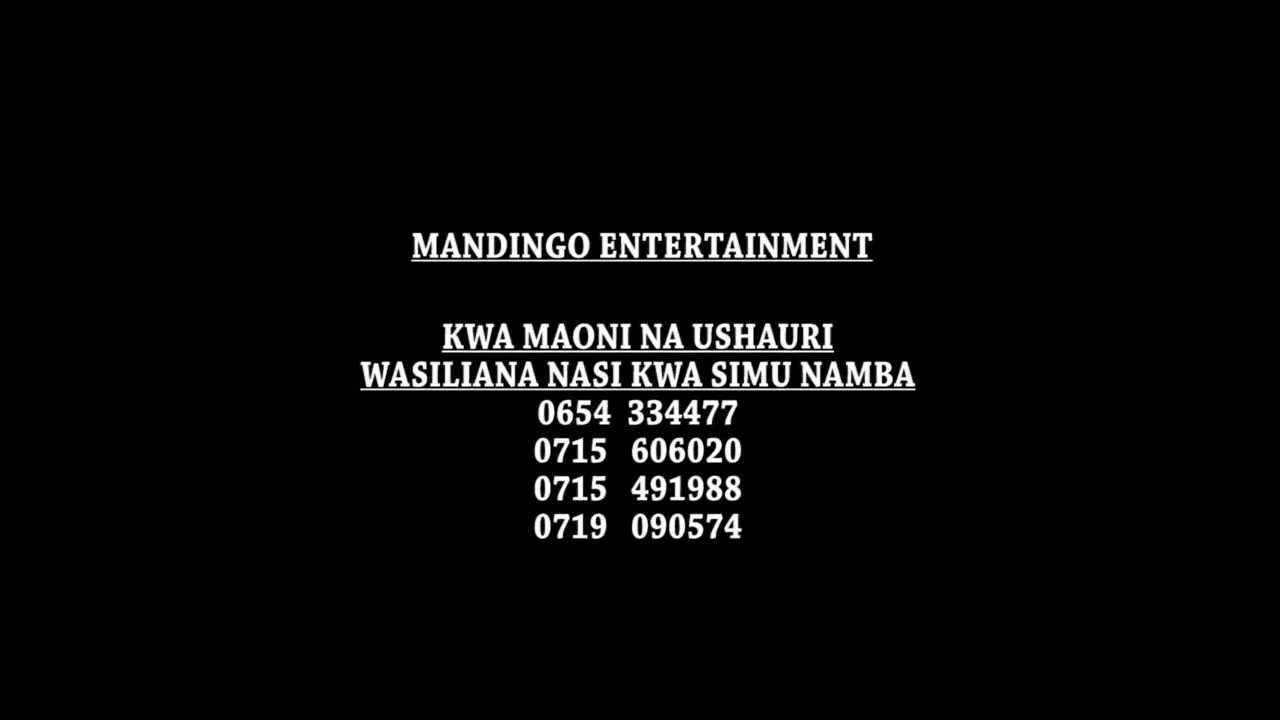 MANDINGO ENTERTAINMENT
KWA MAONI NA USHAURI
WASILIANA NASI KWA SIMU NAMBA
0654 334477
0715 606020
0715 491988
0719 090574